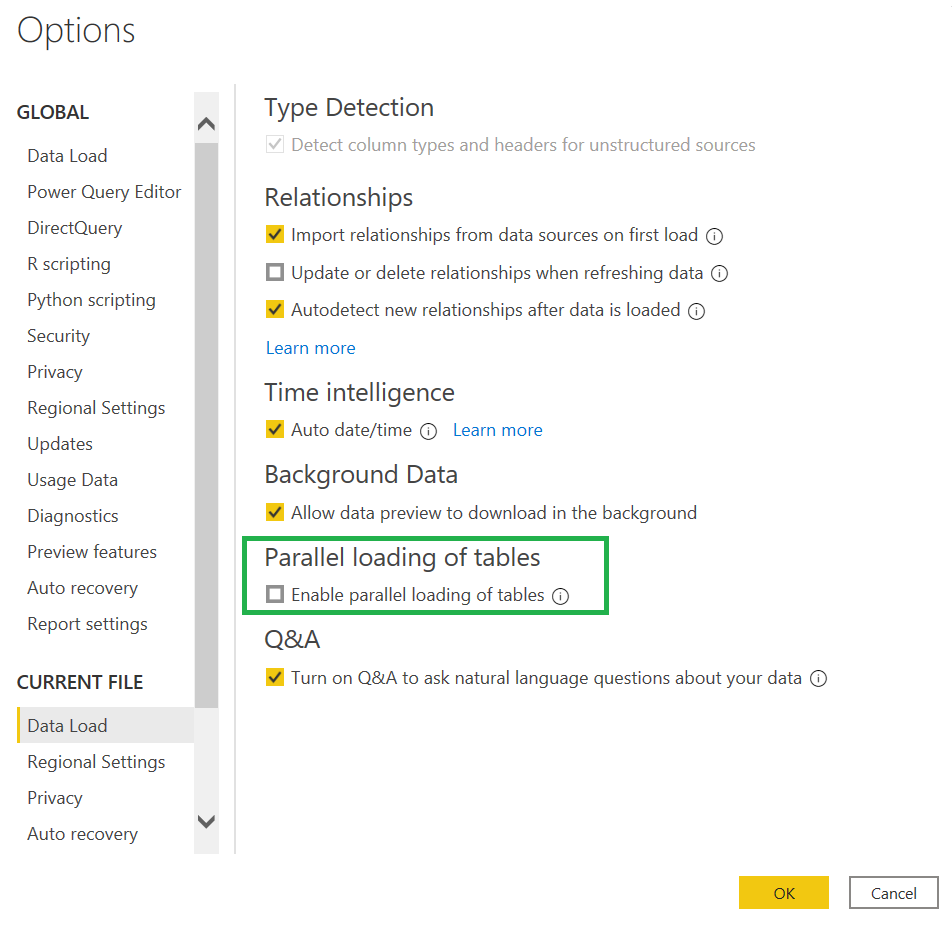 Options
GLOBAL
Data Load
Power Query Editor
DirectQuery
R scripting
Python scripting
Security
Privacy
Regional Settings
Updates
Usage Data
Diagnostics
Preview features
Auto recovery
Report settings
CURRENT FILE
Data Load
Regional Settings
Privacy
Auto recovery
Type Detection
Detect column types and headers for unstructured sources
Relationships
Import relationships from data sources on first load
Update or delete relationships when refreshing data
Autodetect new relationships after data is loaded
Learn more
Time intelligence
Auto date/time Learn more
Background Data
Allow data preview to download in the background
Parallel loading of tables
Enable parallel loading of tables
Q&A
Turn on Q&A to ask natural language questions about your data
OK Cancel